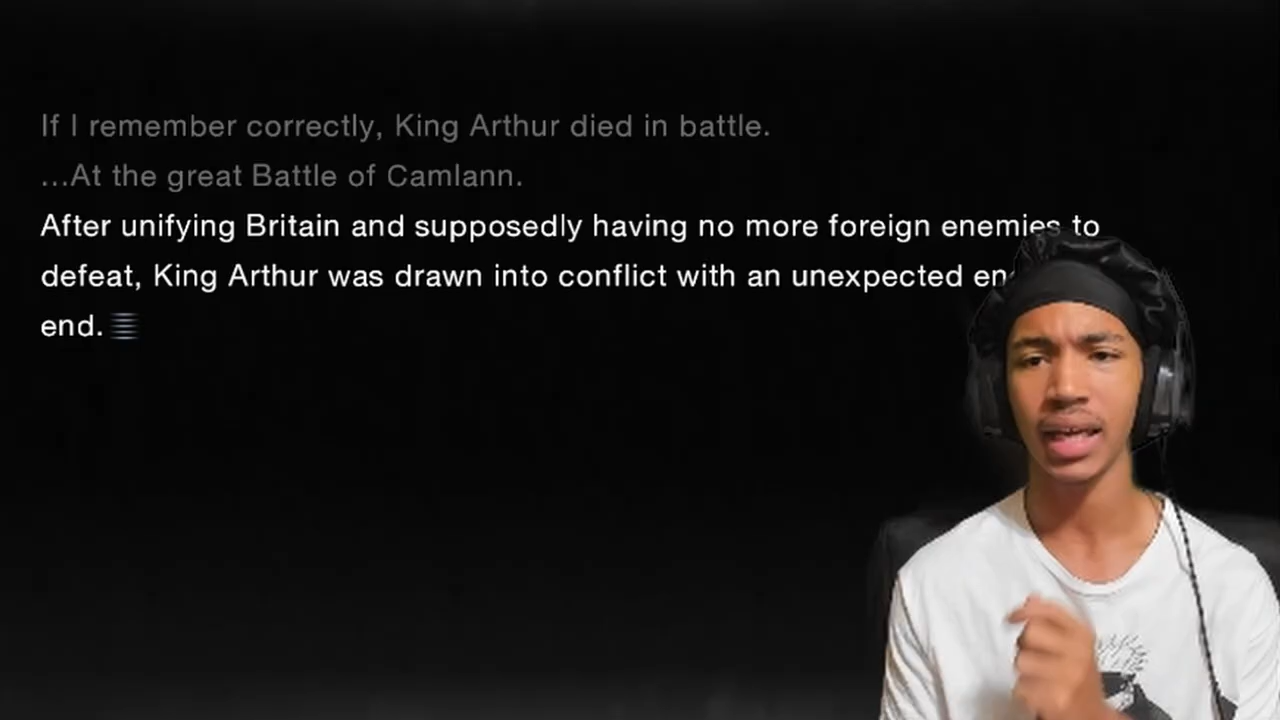 If I remember correctly, King Arthur died in battle.
...At the great Battle of Camlann.
After unifying Britain and supposedly having no more foreign enemies to
defeat, King Arthur was drawn into conflict with an unexpected
end.